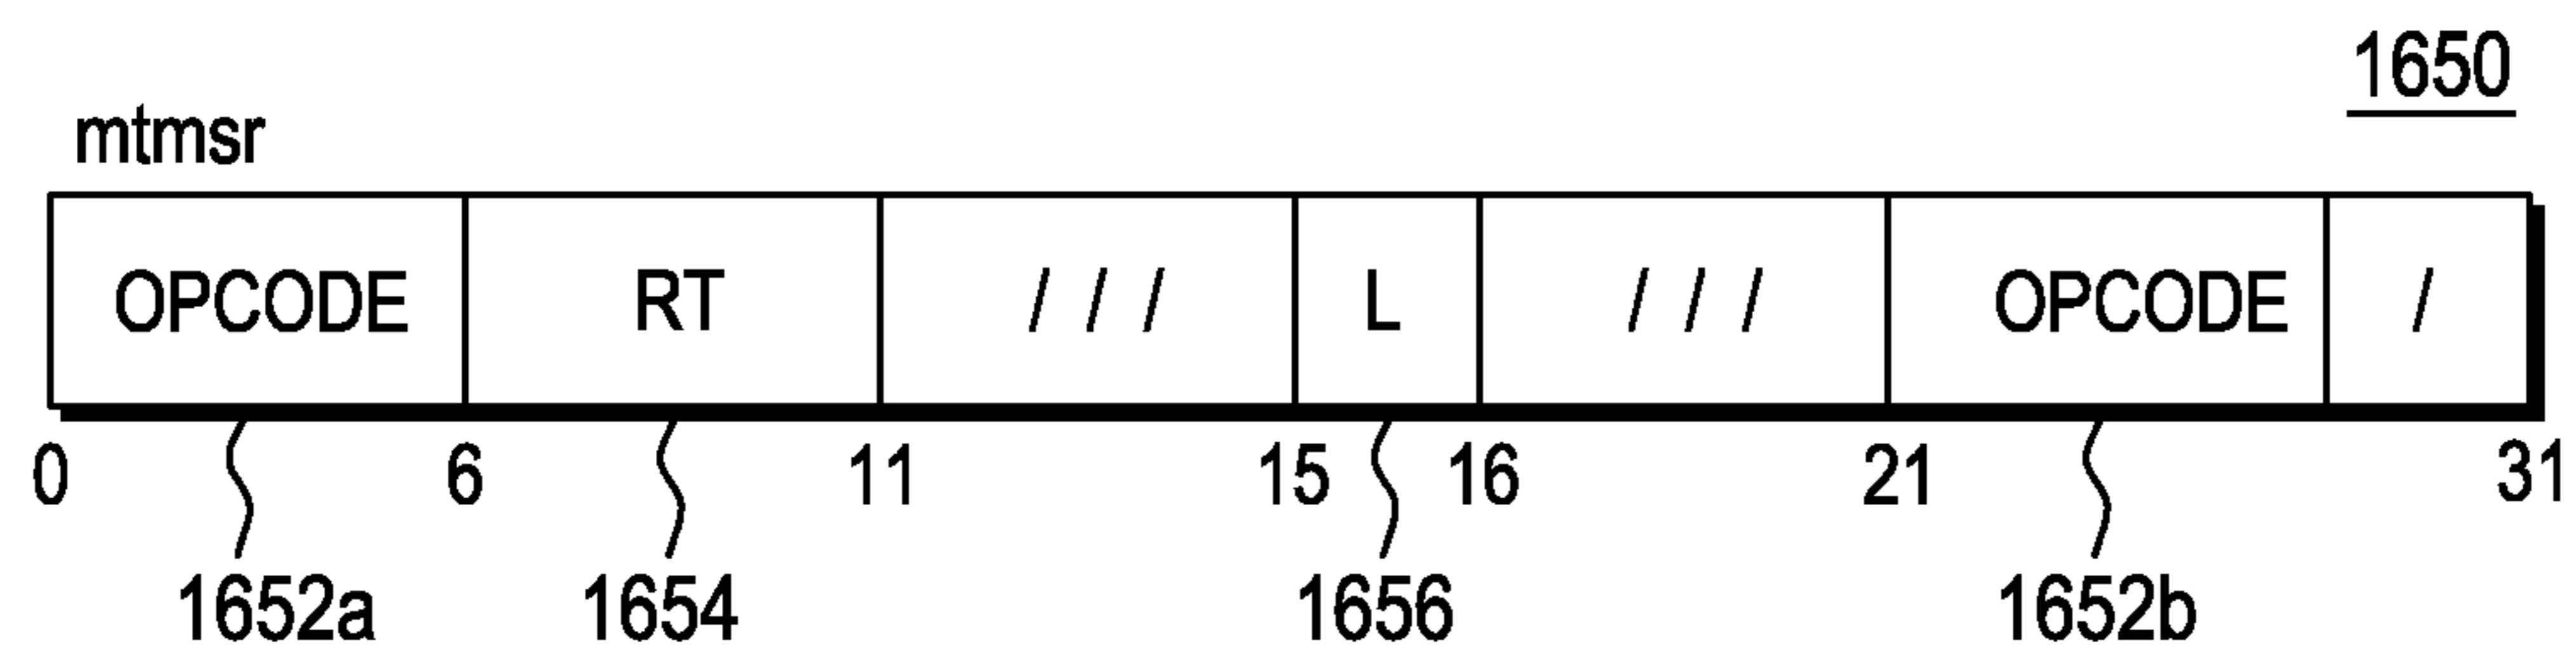 1650
mtmsr
OPCODE RT / / / L / / / OPCODE /
0 6 11 15 16 21 31
1652a 1654 1656 1652b